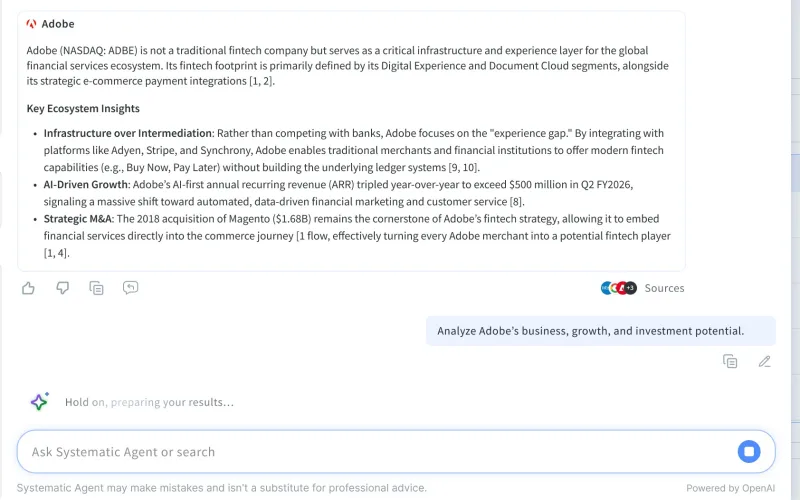 Adobe
Adobe (NASDAQ: ADBE) is not a traditional fintech company but serves as a critical infrastructure and experience layer for the global
financial services ecosystem. Its fintech footprint is primarily defined by its Digital Experience and Document Cloud segments, alongside
its strategic e-commerce payment integrations [1, 2].
Key Ecosystem Insights
• Infrastructure over Intermediation: Rather than competing with banks, Adobe focuses on the "experience gap." By integrating with
platforms like Adyen, Stripe, and Synchrony, Adobe enables traditional merchants and financial institutions to offer modern fintech
capabilities (e.g., Buy Now, Pay Later) without building the underlying ledger systems [9, 10].
• AI-Driven Growth: Adobe's AI-first annual recurring revenue (ARR) tripled year-over-year to exceed $500 million in Q2 FY2026,
signaling a massive shift toward automated, data-driven financial marketing and customer service [8].
• Strategic M&A: The 2018 acquisition of Magento ($1.68B) remains the cornerstone of Adobe's fintech strategy, allowing it to embed
financial services directly into the commerce journey [1 flow, effectively turning every Adobe merchant into a potential fintech player
[1, 4].
+3 Sources
Analyze Adobe's business, growth, and investment potential.
Hold on, preparing your results...
Ask Systematic Agent or search
Systematic Agent may make mistakes and isn't a substitute for professional advice.
Powered by OpenAI